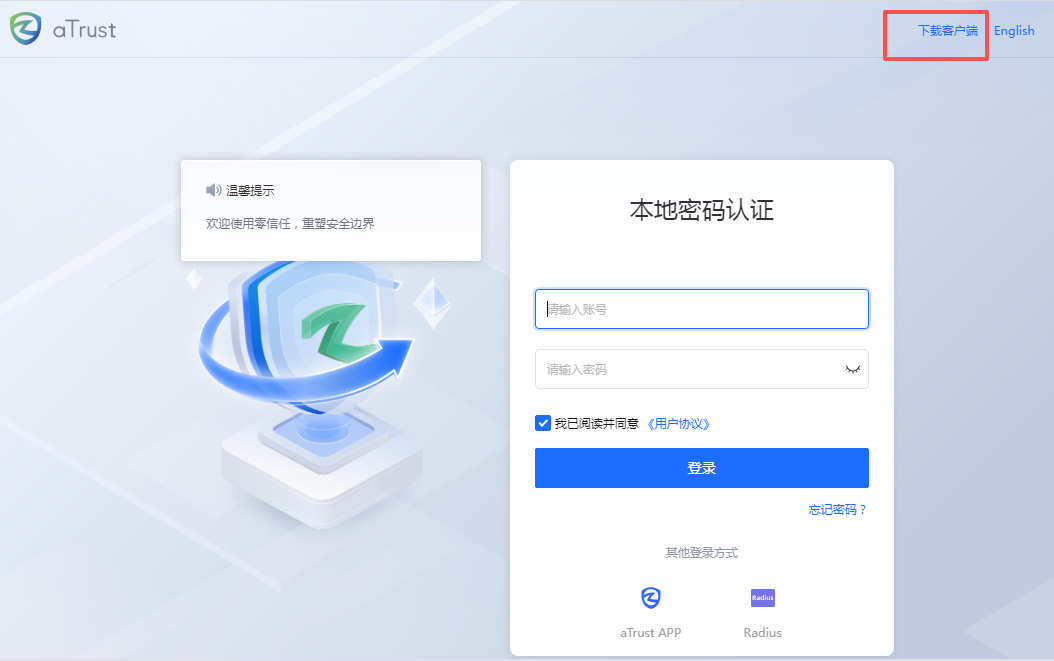 aTrust
下载客户端 English
温馨提示
欢迎使用零信任，重塑安全边界
本地密码认证
请输入账号
请输入密码
我已阅读并同意 《用户协议》
登录
忘记密码？
其他登录方式
Radius
aTrust APP Radius